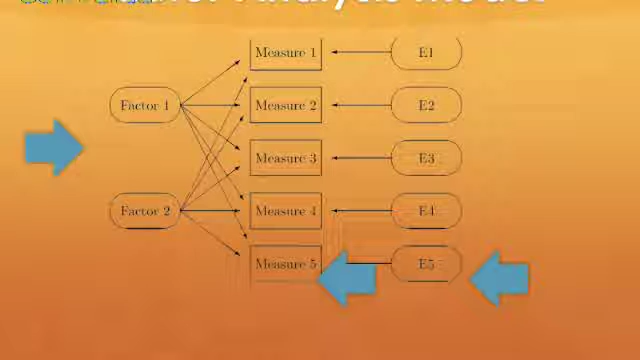 Measure 1
E1
Factor 1
Measure 2
E2
Measure 3
E3
Factor 2
Measure 4
E4
Measure 5
E5